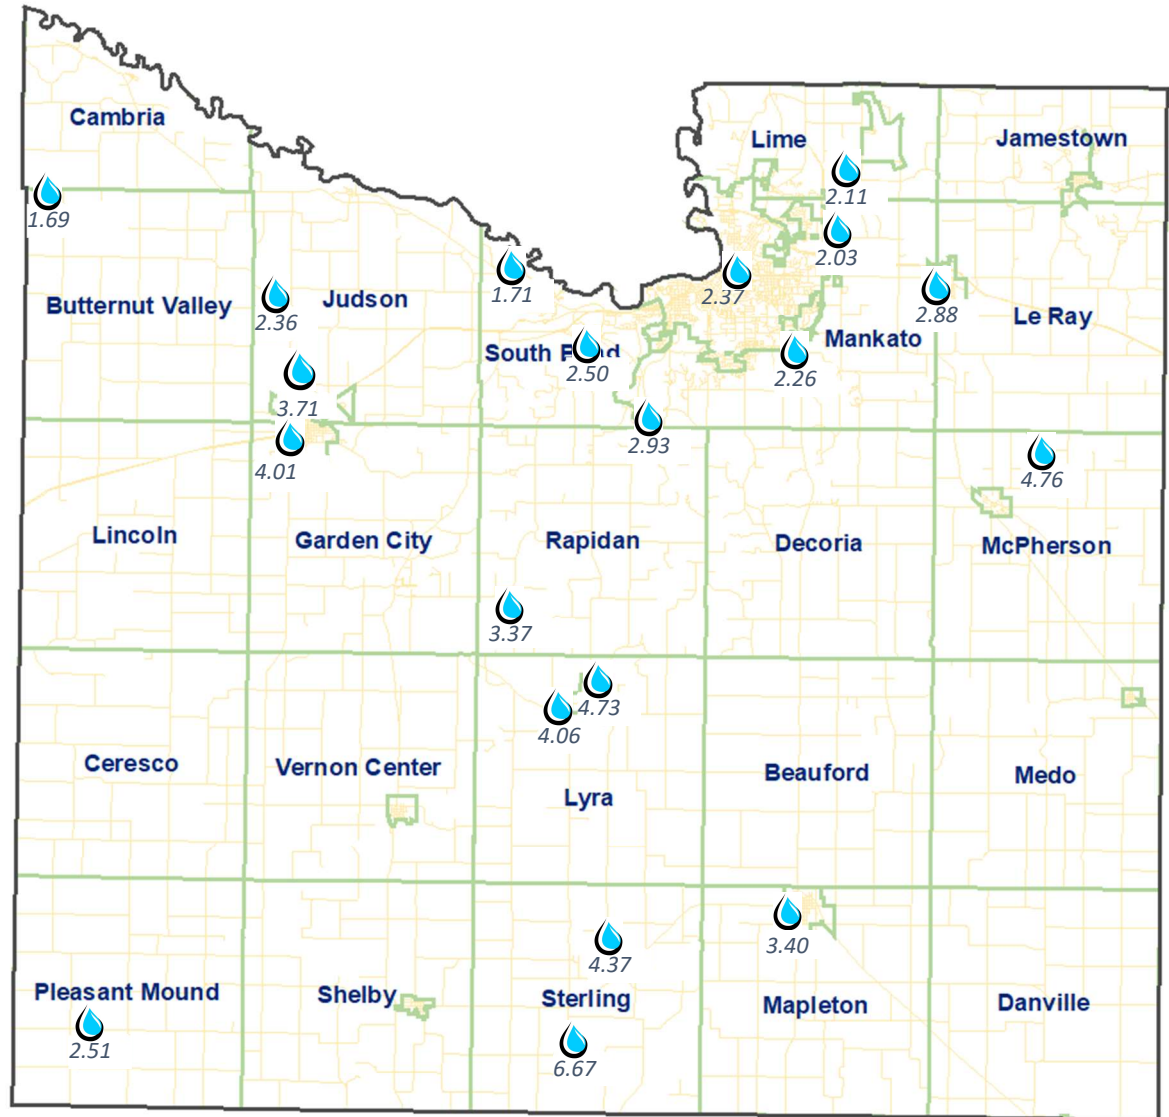 Cambria
Lime
Jamestown
2.11
1.69
2.03
1.71
2.37
2.88
Butternut Valley
Judson
2.36
Le Ray
Mankato
South
2.50
2.26
3.71
2.93
4.01
4.76
Lincoln
Garden City
Rapidan
Decoria
McPherson
3.37
4.73
4.06
Ceresco
Vernon Center
Beauford
Medo
Lyra
3.40
4.37
Pleasant Mound
Shelby
Sterling
Mapleton
Danville
2.51
6.67